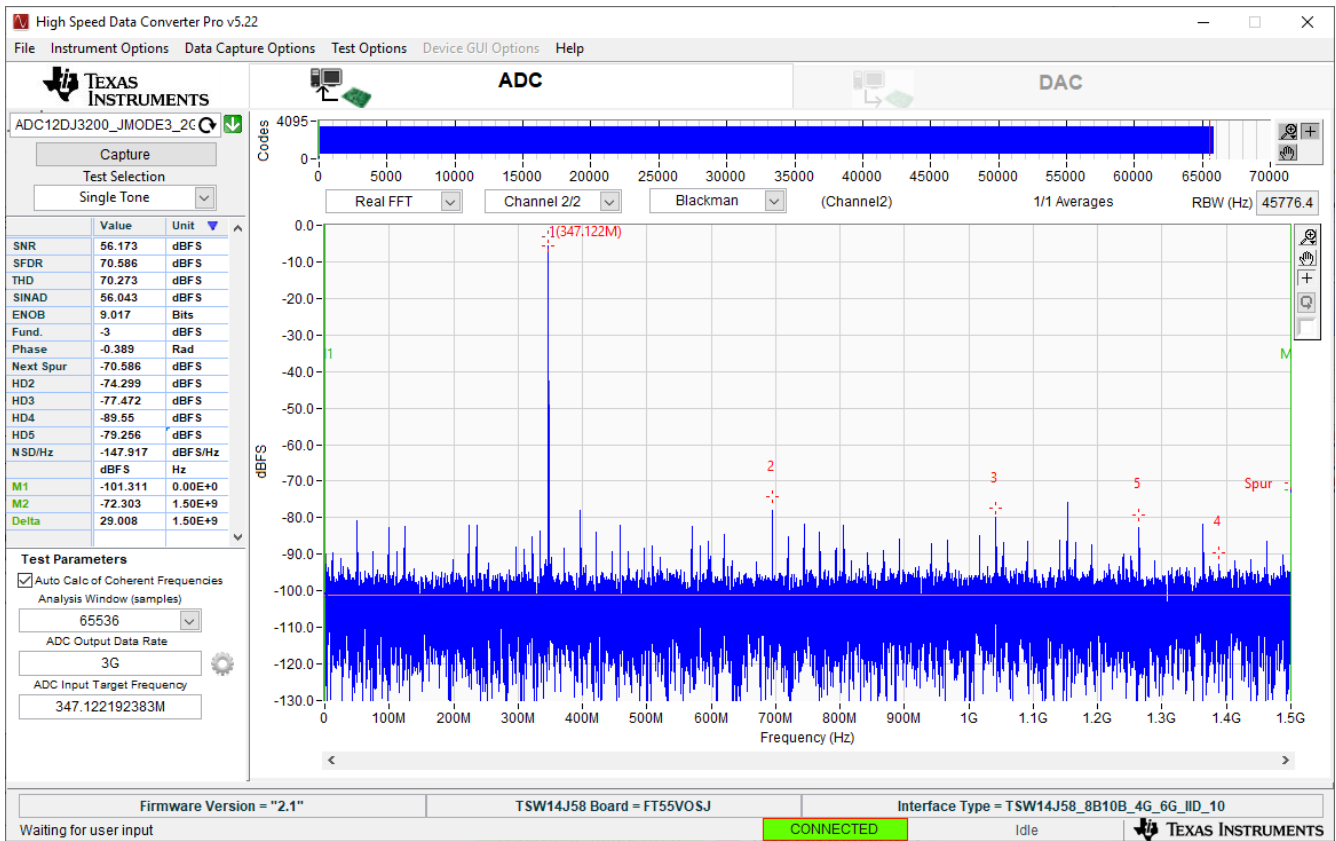 High Speed Data Converter Pro v5.22
File Instrument Options Data Capture Options Test Options Device GUI Options Help
TEXAS INSTRUMENTS
ADC
DAC
ADC12DJ3200_JMODE3_2G
Capture
Test Selection
Single Tone
Value Unit
SNR 56.173 dBFS
SFDR 70.586 dBFS
THD 70.273 dBFS
SINAD 56.043 dBFS
ENOB 9.017 Bits
Fund. -3 dBFS
Phase -0.389 Rad
Next Spur -70.586 dBFS
HD2 -74.299 dBFS
HD3 -77.472 dBFS
HD4 -89.55 dBFS
HD5 -79.256 dBFS
NSD/Hz -147.917 dBFS/Hz
dBFS Hz
M1 -101.311 0.00E+0
M2 -72.303 1.50E+9
Delta 29.008 1.50E+9
Test Parameters
Auto Calc of Coherent Frequencies
Analysis Window (samples)
65536
ADC Output Data Rate
3G
ADC Input Target Frequency
347.122192383M
Codes
4095
0
0 5000 10000 15000 20000 25000 30000 35000 40000 45000 50000 55000 60000 65000 70000
Real FFT Channel 2/2 Blackman (Channel2) 1/1 Averages RBW (Hz) 45776.4
dBFS
0.0
-10.0
-20.0
-30.0
-40.0
-50.0
-60.0
-70.0
-80.0
-90.0
-100.0
-110.0
-120.0
-130.0
1(347.122M)
M
2
3
5
4
Spur
0 100M 200M 300M 400M 500M 600M 700M 800M 900M 1G 1.1G 1.2G 1.3G 1.4G 1.5G
Frequency (Hz)
Firmware Version = "2.1" TSW14J58 Board = FT55VOSJ Interface Type = TSW14J58_8B10B_4G_6G_IID_10
Waiting for user input CONNECTED Idle TEXAS INSTRUMENTS